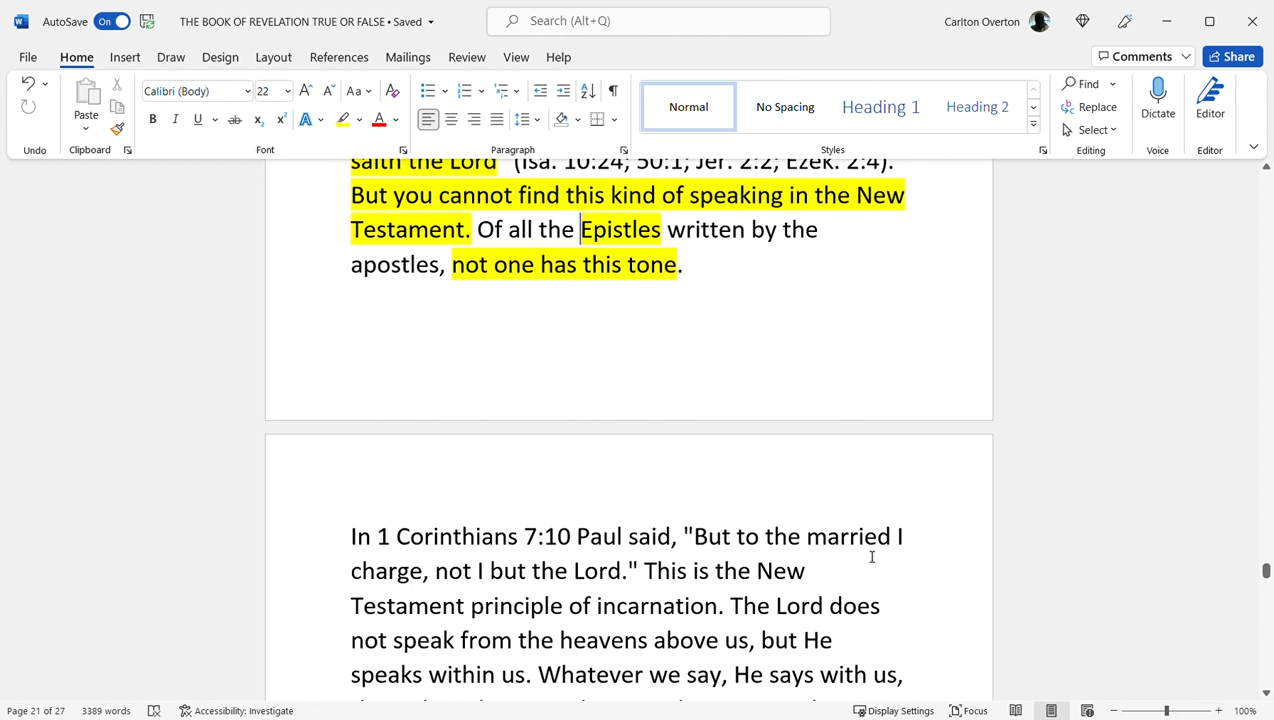 AutoSave On THE BOOK OF REVELATION TRUE OR FALSE • Saved Search (Alt+Q) Carlton Overton
File Home Insert Draw Design Layout References Mailings Review View Help Comments Share
Calibri (Body) 22 Normal No Spacing Heading 1 Heading 2 Find
Paste Replace Dictate Editor
Select
Undo Clipboard Font Paragraph Styles Editing Voice Editor
saith the Lord" (Isa. 10:24; 50:1; Jer. 2:2; Ezek. 2:4).
But you cannot find this kind of speaking in the New
Testament. Of all the Epistles written by the
apostles, not one has this tone.
In 1 Corinthians 7:10 Paul said, "But to the married I
charge, not I but the Lord." This is the New
Testament principle of incarnation. The Lord does
not speak from the heavens above us, but He
speaks within us. Whatever we say, He says with us,
Page 21 of 27 3389 words Accessibility: Investigate Display Settings Focus 100%